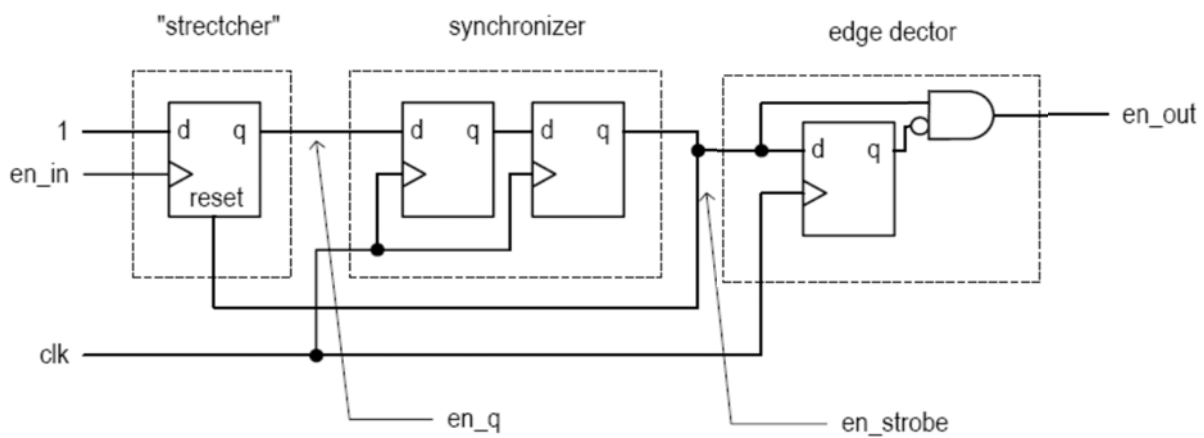 "strectcher"
synchronizer
edge dector
1
d
q
d
q
d
q
en_out
d
q
en_in
reset
clk
en_q
en_strobe